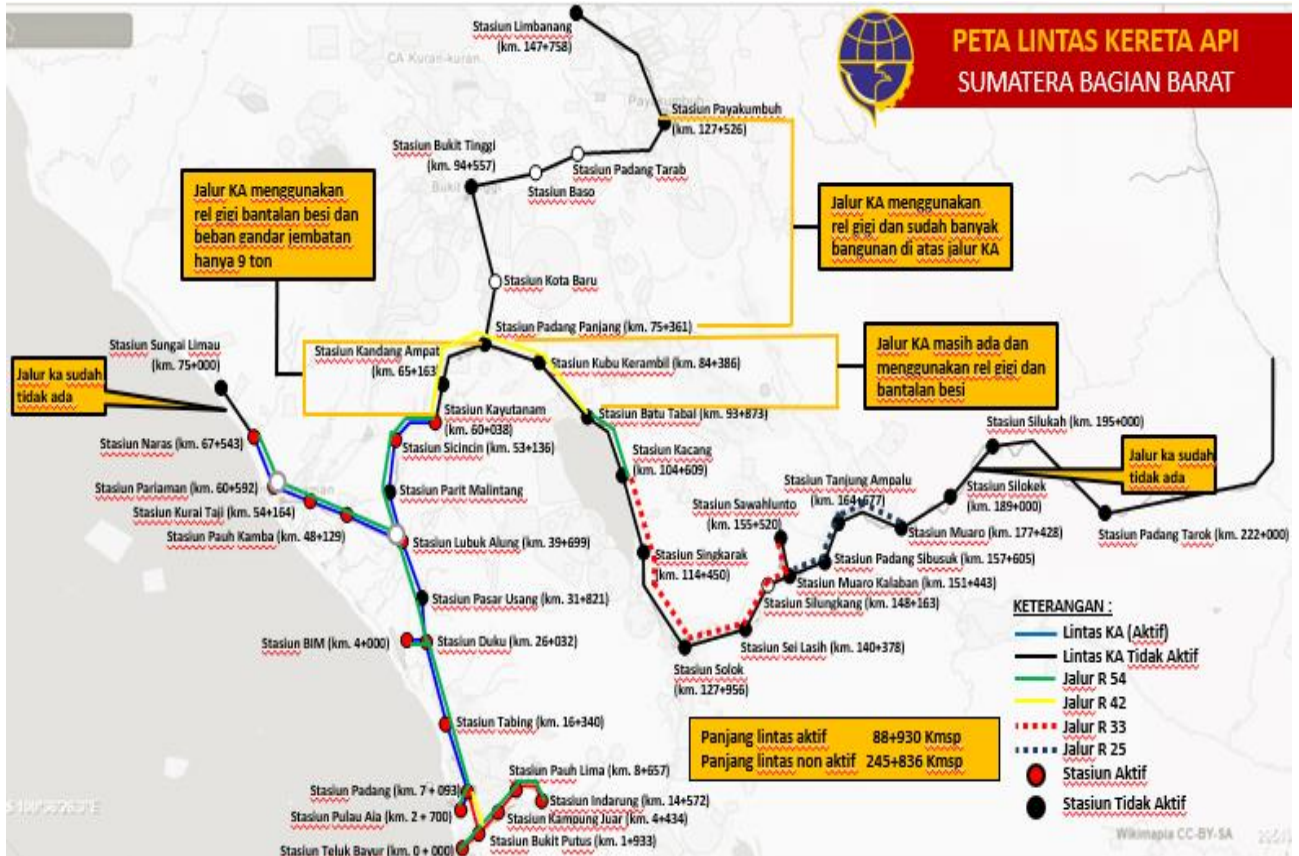 PETA LINTAS KERETA API
SUMATERA BAGIAN BARAT
Stasiun Limbanang
(km. 147+758)
CA Kuran-kuran
Stasiun Payakumbuh
(km. 127+526)
Stasiun Bukit Tinggi
(km. 94+557)
Stasiun Padang Tarab
Stasiun Baso
Jalur KA menggunakan
rel gigi bantalan besi dan
beban gandar jembatan
hanya 9 ton
Jalur KA menggunakan
rel gigi dan sudah banyak
bangunan di atas jalur KA
Stasiun Kota Baru
Stasiun Padang Panjang (km. 75+361)
Stasiun Sungai Limau
(km. 75+000)
Stasiun Kandang Ampat
(km. 65+163)
Stasiun Kubu Kerambil (km. 84+386)
Jalur KA masih ada dan
menggunakan rel gigi dan
bantalan besi
Jalur ka sudah
tidak ada
Stasiun Kayutanam
(km. 60+038)
Stasiun Batu Tabal (km. 93+873)
Stasiun Silukah (km. 195+000)
Stasiun Naras (km. 67+543)
Stasiun Sicincin (km. 53+136)
Stasiun Kacang
(km. 104+609)
Jalur ka sudah
tidak ada
Stasiun Pariaman (km. 60+592)
Stasiun Parit Malintang
Stasiun Sawahlunto
(km. 155+520)
Stasiun Tanjung Ampalu
(km. 164+677)
Stasiun Silokek
(km. 189+000)
Stasiun Kurai Taji (km. 54+164)
Stasiun Pauh Kamba (km. 48+129)
Stasiun Lubuk Alung (km. 39+699)
Stasiun Muaro (km. 177+428)
Stasiun Padang Tarok (km. 222+000)
Stasiun Singkarak
(km. 114+450)
Stasiun Padang Sibusuk (km. 157+605)
Stasiun Muaro Kalaban (km. 151+443)
Stasiun Silungkang (km. 148+163)
Stasiun Pasar Usang (km. 31+821)
Stasiun BIM (km. 4+000)
Stasiun Duku (km. 26+032)
Stasiun Sei Lasih (km. 140+378)
Stasiun Solok
(km. 127+956)
KETERANGAN :
Lintas KA (Aktif)
Lintas KA Tidak Aktif
Jalur R 54
Jalur R 42
Jalur R 33
Jalur R 25
Stasiun Aktif
Stasiun Tidak Aktif
Stasiun Tabing (km. 16+340)
Panjang lintas aktif 88+930 Kmsp
Panjang lintas non aktif 245+836 Kmsp
Stasiun Pauh Lima (km. 8+657)
Stasiun Padang (km. 7 + 093)
Stasiun Indarung (km. 14+572)
Stasiun Pulau Aia (km. 2 + 700)
Stasiun Kampung Juar (km. 4+434)
Stasiun Bukit Putus (km. 1+933)
Stasiun Teluk Bayur (km. 0 + 000)
Wikimapia CC-BY-SA